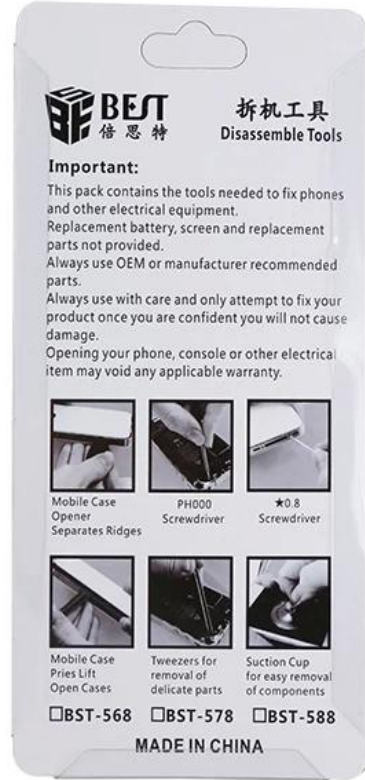 BEST
倍思特
拆机工具
Disassemble Tools
Important:
This pack contains the tools needed to fix phones
and other electrical equipment.
Replacement battery, screen and replacement
parts not provided.
Always use OEM or manufacturer recommended
parts.
Always use with care and only attempt to fix your
product once you are confident you will not cause
damage.
Opening your phone, console or other electrical
item may void any applicable warranty.
Mobile Case
Opener
Separates Ridges
PH000
Screwdriver
★0.8
Screwdriver
Mobile Case
Pries Lift
Open Cases
Tweezers for
removal of
delicate parts
Suction Cup
for easy removal
of components
□BST-568 □BST-578 □BST-588
MADE IN CHINA